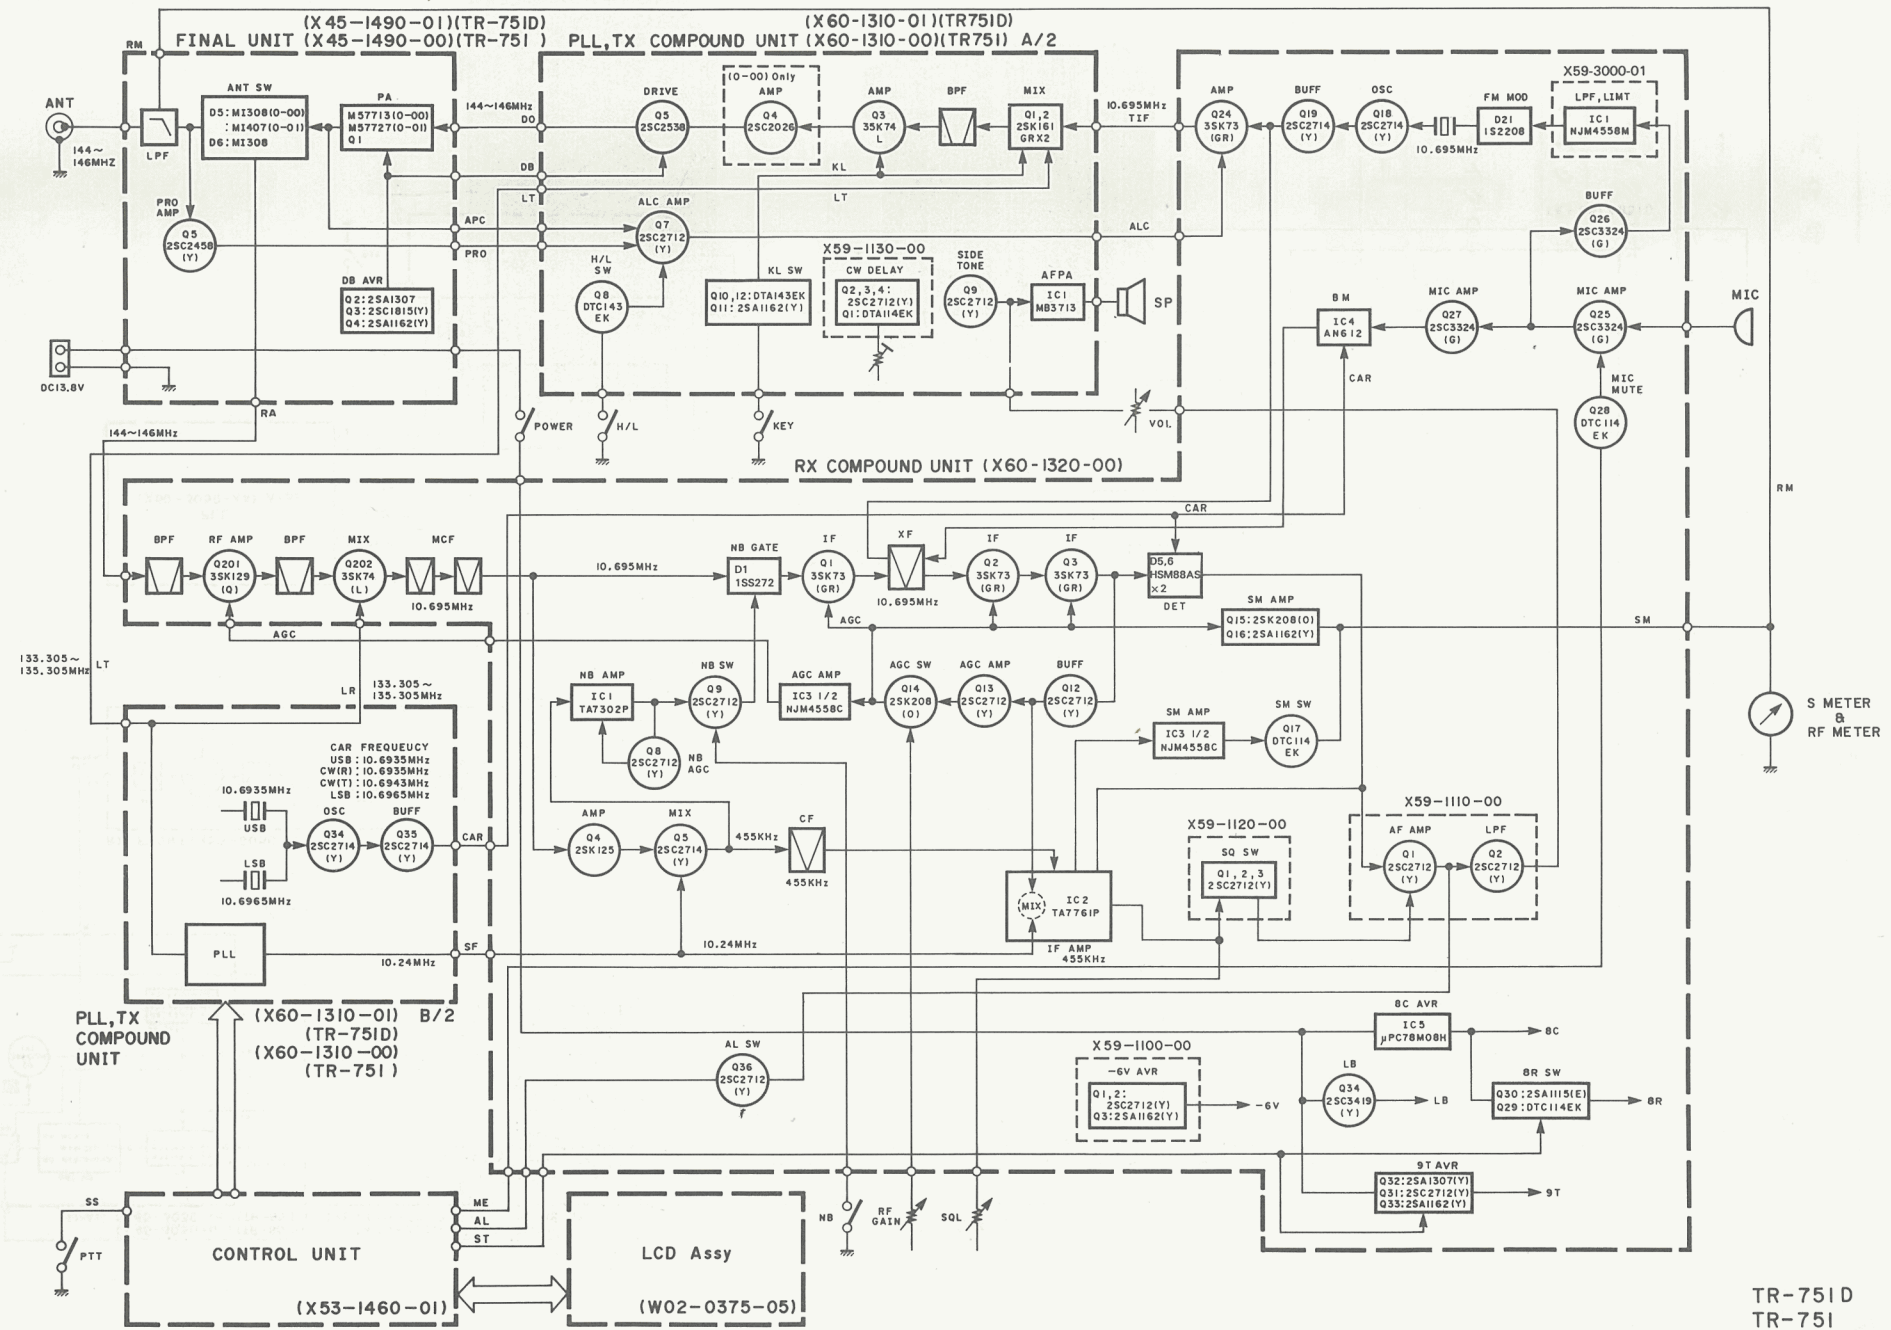 (X45-1490-01)(TR-751D)
FINAL UNIT (X45-1490-00)(TR-751 )
(X60-1310-01)(TR751D)
PLL,TX COMPOUND UNIT (X60-1310-00)(TR751) A/2
RM
ANT
144~
146MHZ
LPF
ANT SW
D5:MI308(0-00)
:MI407(0-01)
D6:MI308
PA
M57713(0-00)
M57727(0-01)
Q1
PRO
AMP
Q5
2SC2458
(Y)
DB AVR
Q2:2SA1307
Q3:2SC1815(Y)
Q4:2SA1162(Y)
DC13.8V
RA
144~146MHz
144~146MHz
DO
DB
LT
APC
PRO
DRIVE
Q5
2SC2538
(0-00) Only
AMP
Q4
2SC2026
AMP
Q3
3SK74
L
BPF
MIX
Q1,2
2SK161
GRX2
KL
LT
ALC AMP
Q7
2SC2712
(Y)
H/L
SW
Q8
DTC143
EK
KL SW
Q10,12:DTA143EK
Q11:2SA1162(Y)
X59-1130-00
CW DELAY
Q2,3,4:
2SC2712(Y)
Q1:DTA114EK
SIDE
TONE
Q9
2SC2712
(Y)
AFPA
IC1
MB3713
SP
POWER
H/L
KEY
VOL
10.695MHz
TIF
ALC
AMP
Q24
3SK73
(GR)
BUFF
Q19
2SC2714
(Y)
OSC
Q18
2SC2714
(Y)
10.695MHz
FM MOD
D21
1S2208
X59-3000-01
LPF,LIMT
IC1
NJM4558M
BUFF
Q26
2SC3324
(G)
BM
IC4
AN612
MIC AMP
Q27
2SC3324
(G)
MIC AMP
Q25
2SC3324
(G)
MIC
CAR
MIC
MUTE
Q28
DTC114
EK
RM
RX COMPOUND UNIT (X60-1320-00)
BPF
RF AMP
Q201
3SK129
(Q)
BPF
MIX
Q202
3SK74
(L)
MCF
10.695MHz
10.695MHz
NB GATE
D1
1SS272
IF
Q1
3SK73
(GR)
XF
10.695MHz
CAR
IF
Q2
3SK73
(GR)
IF
Q3
3SK73
(GR)
D5,6
HSM88AS
×2
DET
AGC
AGC
SM AMP
Q15:2SK208(O)
Q16:2SA1162(Y)
SM
133.305~
135.305MHz
LT
LR
133.305~
135.305MHz
NB AMP
IC1
TA7302P
NB SW
Q9
2SC2712
(Y)
Q8
2SC2712
(Y)
NB
AGC
AGC AMP
IC3 1/2
NJM4558C
AGC SW
Q14
2SK208
(O)
AGC AMP
Q13
2SC2712
(Y)
BUFF
Q12
2SC2712
(Y)
SM AMP
IC3 1/2
NJM4558C
SM SW
Q17
DTC114
EK
S METER
&
RF METER
CAR FREQUEUCY
USB :10.6935MHz
CW(R):10.6935MHz
CW(T):10.6943MHz
LSB :10.6965MHz
10.6935MHz
USB
LSB
10.6965MHz
OSC
Q34
2SC2714
(Y)
BUFF
Q35
2SC2714
(Y)
CAR
AMP
Q4
2SK125
MIX
Q5
2SC2714
(Y)
455KHz
CF
455KHz
MIX
IC2
TA7761P
IF AMP
455KHz
X59-1120-00
SQ SW
Q1,2,3
2SC2712(Y)
X59-1110-00
AF AMP
Q1
2SC2712
(Y)
LPF
Q2
2SC2712
(Y)
PLL
10.24MHz
SF
10.24MHz
PLL,TX
COMPOUND
UNIT
(X60-1310-01) B/2
(TR-751D)
(X60-1310-00)
(TR-751 )
AL SW
Q36
2SC2712
(Y)
X59-1100-00
-6V AVR
Q1,2:
2SC2712(Y)
Q3:2SA1162(Y)
-6V
8C AVR
IC5
μPC78M08H
8C
LB
Q34
2SC3419
(Y)
LB
8R SW
Q30:2SA1115(E)
Q29:DTC114EK
8R
9T AVR
Q32:2SA1307(Y)
Q31:2SC2712(Y)
Q33:2SA1162(Y)
9T
SS
PTT
CONTROL UNIT
(X53-1460-01)
ME
AL
ST
LCD Assy
(W02-0375-05)
NB
RF
GAIN
SQL
TR-751D
TR-751